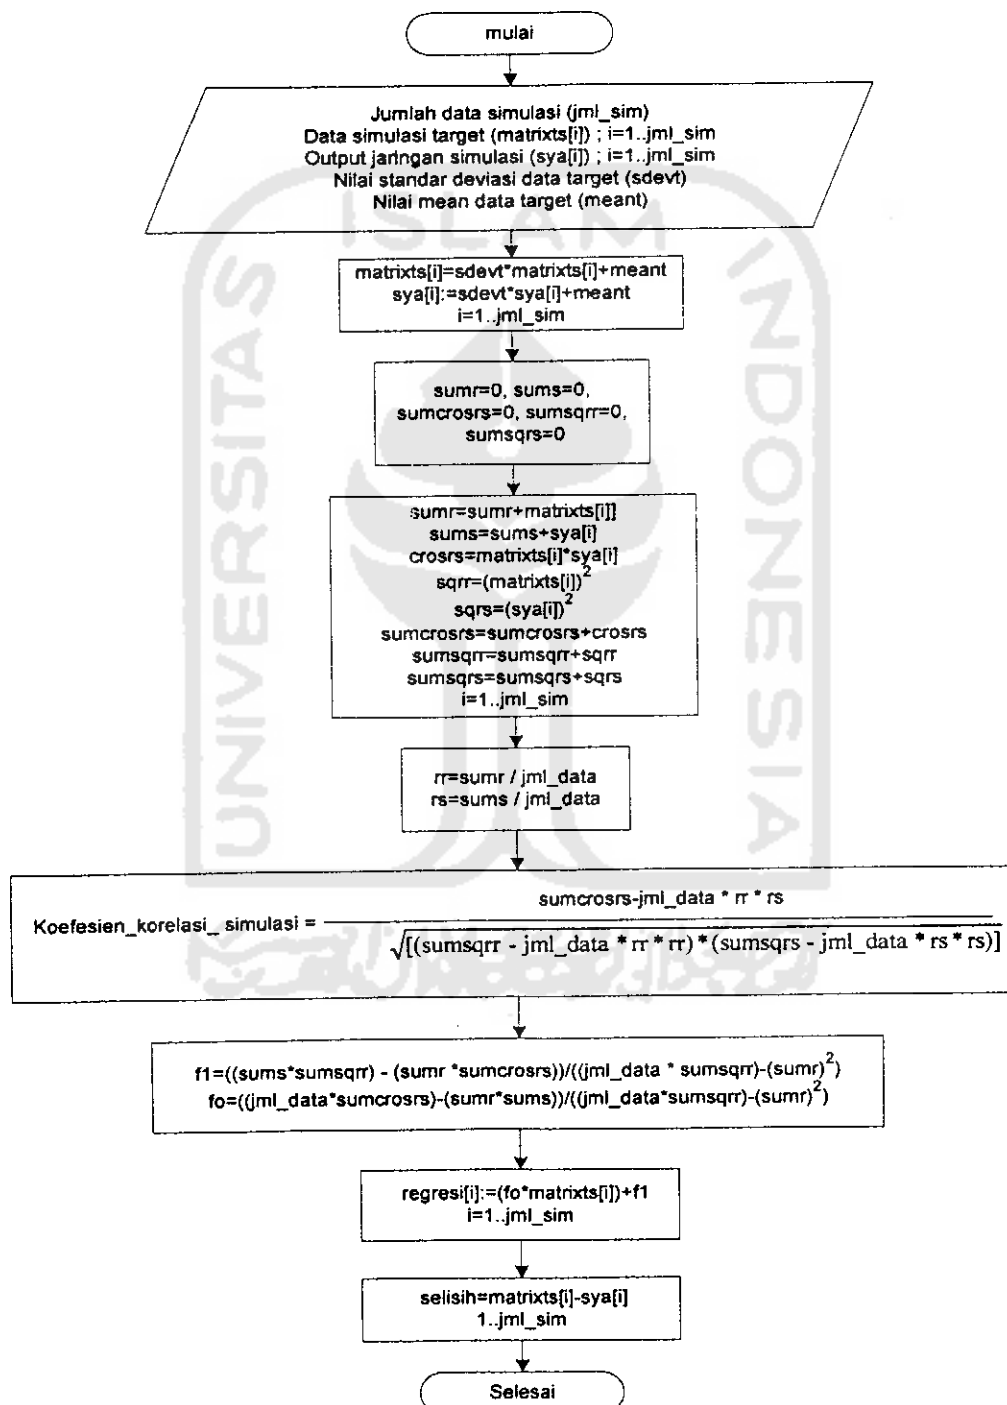 mulai
Jumlah data simulasi (jml_sim)
Data simulasi target (matrixts[i]) ; i=1..jml_sim
Output jaringan simulasi (sya[i]) ; i=1..jml_sim
Nilai standar deviasi data target (sdevt)
Nilai mean data target (meant)
ISLAM
UNIVERSITAS
INDONESIA
matrixts[i]=sdevt*matrixts[i]+meant
sya[i]:=sdevt*sya[i]+meant
i=1..jml_sim
sumr=0, sums=0,
sumcrosrs=0, sumsqrr=0,
sumsqrs=0
sumr=sumr+matrixts[i]]
sums=sums+sya[i]
crosrs=matrixts[i]*sya[i]
sqrr=(matrixts[i])^2
sqrs=(sya[i])^2
sumcrosrs=sumcrosrs+crosrs
sumsqrr=sumsqrr+sqrr
sumsqrs=sumsqrs+sqrs
i=1..jml_sim
rr=sumr / jml_data
rs=sums / jml_data
sumcrosrs-jml_data * rr * rs
Koefesien_korelasi_ simulasi =
√[(sumsqrr - jml_data * rr * rr) * (sumsqrs - jml_data * rs * rs)]
f1=((sums*sumsqrr) - (sumr *sumcrosrs))/((jml_data * sumsqrr)-(sumr)^2)
fo=((jml_data*sumcrosrs)-(sumr*sums))/((jml_data*sumsqrr)-(sumr)^2)
regresi[i]:=(fo*matrixts[i])+f1
i=1..jml_sim
selisih=matrixts[i]-sya[i]
1..jml_sim
Selesai